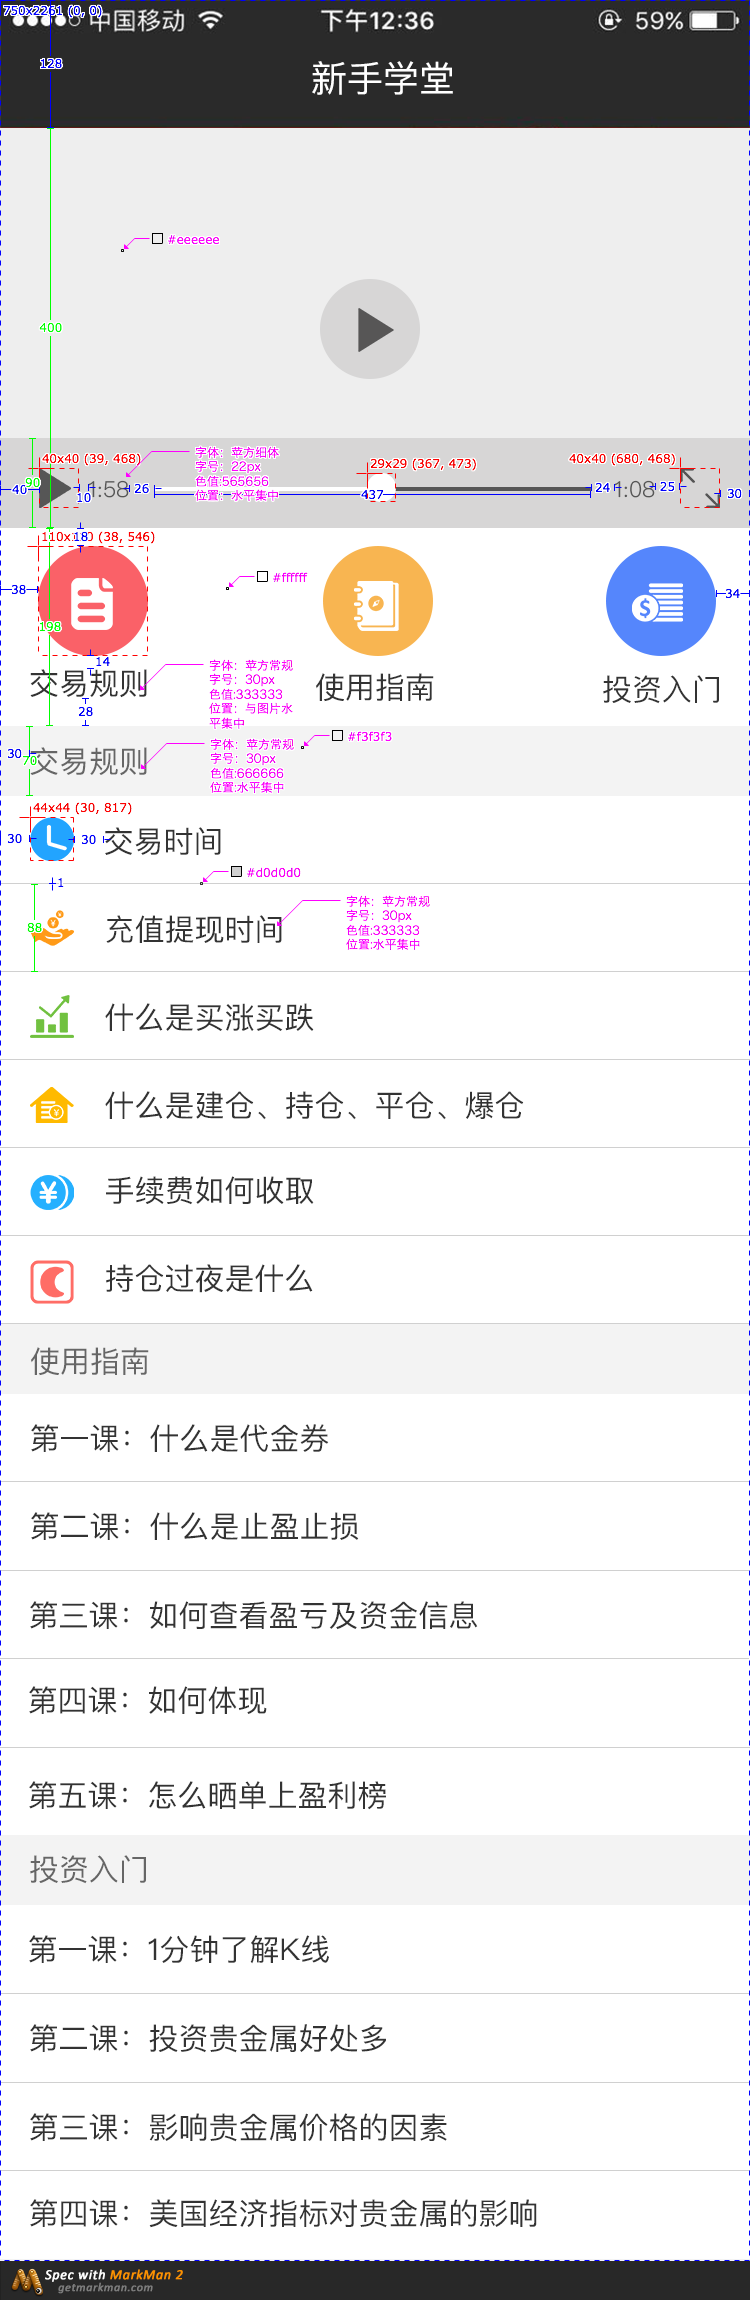 750x2261 (0, 0)
中国移动 下午12:36 59%
128
新手学堂
#eeeeee
400
字体: 苹方细体
字号: 22px
色值:565656
位置: 水平集中
40x40 (39, 468)
29x29 (367, 473)
40x40 (680, 468)
90
40
10
1:58
26
437
24
1:08
25
30
18
(38, 546)
#ffffff
38
34
198
14
字体: 苹方常规
字号: 30px
色值:333333
位置: 与图片水
平集中
交易规则
使用指南
投资入门
28
30
70
交易规则
字体: 苹方常规
字号: 30px
色值:666666
位置:水平集中
#f3f3f3
44x44 (30, 817)
30
30
交易时间
#d0d0d0
1
88
充值提现时间
字体: 苹方常规
字号: 30px
色值:333333
位置:水平集中
什么是买涨买跌
什么是建仓、持仓、平仓、爆仓
手续费如何收取
持仓过夜是什么
使用指南
第一课: 什么是代金券
第二课: 什么是止盈止损
第三课: 如何查看盈亏及资金信息
第四课: 如何体现
第五课: 怎么晒单上盈利榜
投资入门
第一课: 1分钟了解K线
第二课: 投资贵金属好处多
第三课: 影响贵金属价格的因素
第四课: 美国经济指标对贵金属的影响
Spec with MarkMan 2
getmarkman.com